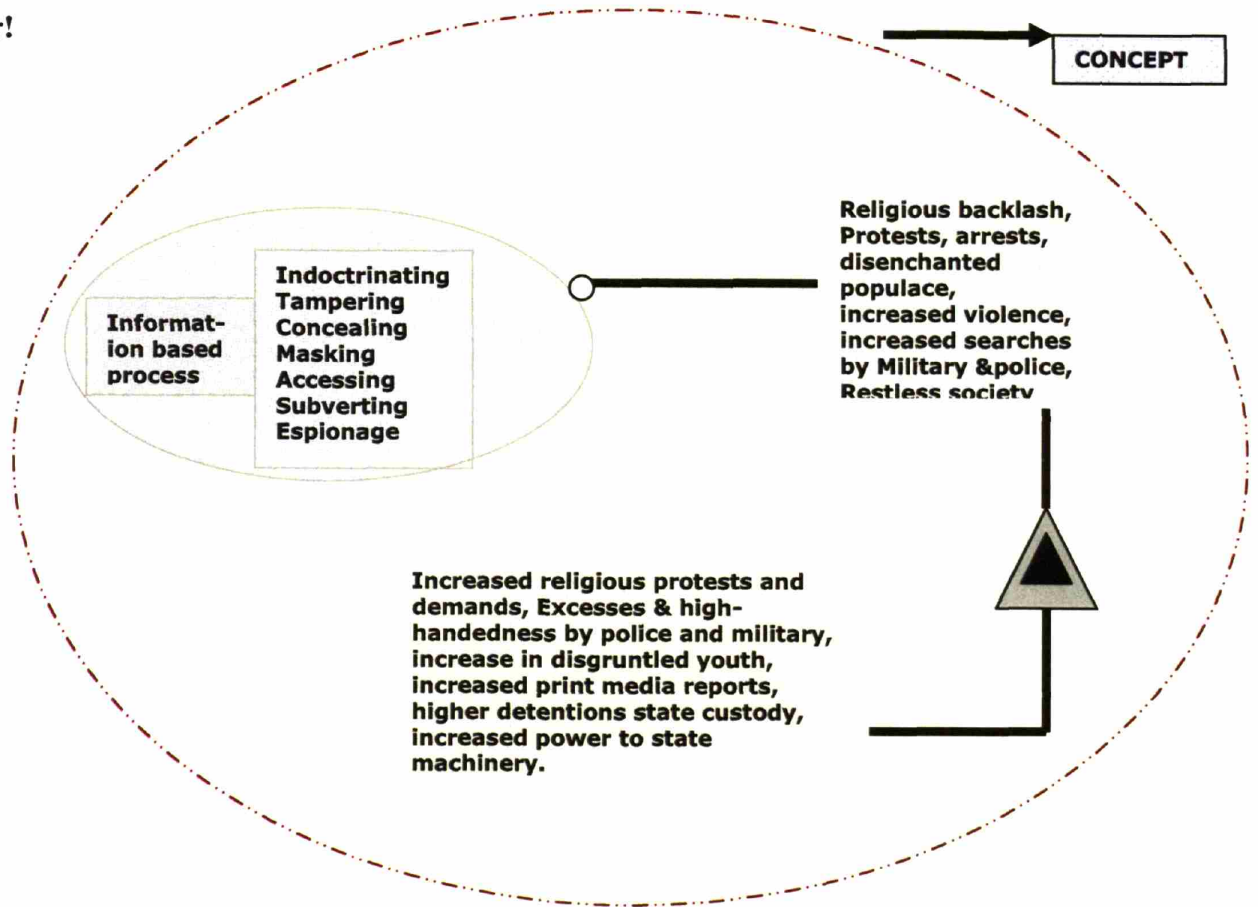 CONCEPT
Religious backlash,
Protests, arrests,
disenchanted
populace,
increased violence,
increased searches
by Military &police,
Restless society
Informat-
ion based
process
Indoctrinating
Tampering
Concealing
Masking
Accessing
Subverting
Espionage
Increased religious protests and
demands, Excesses & high-
handedness by police and military,
increase in disgruntled youth,
increased print media reports,
higher detentions state custody,
increased power to state
machinery.